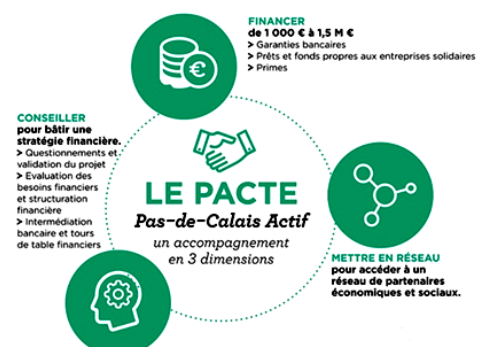 FINANCER
de 1 000 € à 1,5 M €
> Garanties bancaires
> Prêts et fonds propres aux entreprises solidaires
> Primes
CONSEILLER
pour bâtir une
stratégie financière.
> Questionnements et
validation du projet
> Evaluation des
besoins financiers
et structuration
financière
> Intermédiation
bancaire et tours
de table financiers
LE PACTE
Pas-de-Calais Actif
un accompagnement
en 3 dimensions
METTRE EN RÉSEAU
pour accéder à un
réseau de partenaires
économiques et sociaux.